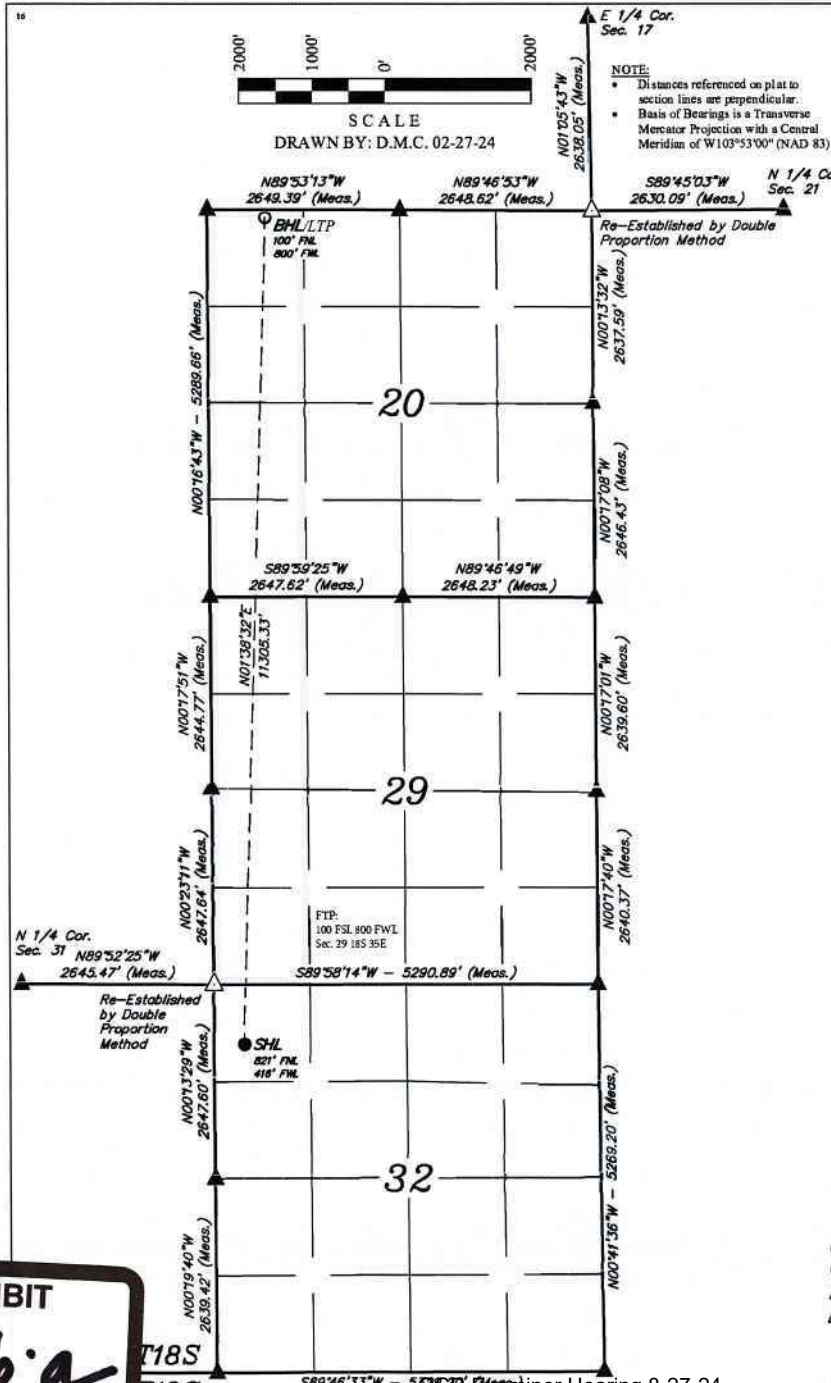 16
2000'
1000'
0'
2000'
SCALE
DRAWN BY: D.M.C. 02-27-24
E 1/4 Cor.
Sec. 17
NOTE:
• Distances referenced on plat to
section lines are perpendicular.
• Basis of Bearings is a Transverse
Mercator Projection with a Central
Meridian of W103°53'00" (NAD 83)
N01°05'43"W
2638.05' (Meas.)
N89°53'13"W
2649.39' (Meas.)
N89°46'53"W
2648.62' (Meas.)
S89°45'03"W
2630.09' (Meas.)
N 1/4 Co
Sec. 21
BHL/LTP
100' FNL
800' FWL
Re-Established by Double
Proportion Method
N00°16'43"W - 5289.66' (Meas.)
N00°13'32"W
2637.59' (Meas.)
20
N00°17'08"W
2646.43' (Meas.)
S89°59'25"W
2647.62' (Meas.)
N89°46'49"W
2648.23' (Meas.)
N01°38'32"E
11305.33'
N00°17'51"W
2644.77' (Meas.)
N00°17'01"W
2639.60' (Meas.)
29
N00°23'11"W
2647.64' (Meas.)
N00°17'40"W
2640.37' (Meas.)
FTP:
100 FSL 800 FWL
Sec. 29 18S 35E
N 1/4 Cor.
Sec. 31
N89°52'25"W
2645.47' (Meas.)
S89°58'14"W - 5290.89' (Meas.)
Re-Established
by Double
Proportion
Method
SHL
821' FNL
416' FWL
N00°13'29"W
2647.60' (Meas.)
32
N00°41'36"W - 5269.20' (Meas.)
N00°19'40"W
2639.42' (Meas.)
IBIT
T18S
S89°46'33"W
Hearing 8-27-24